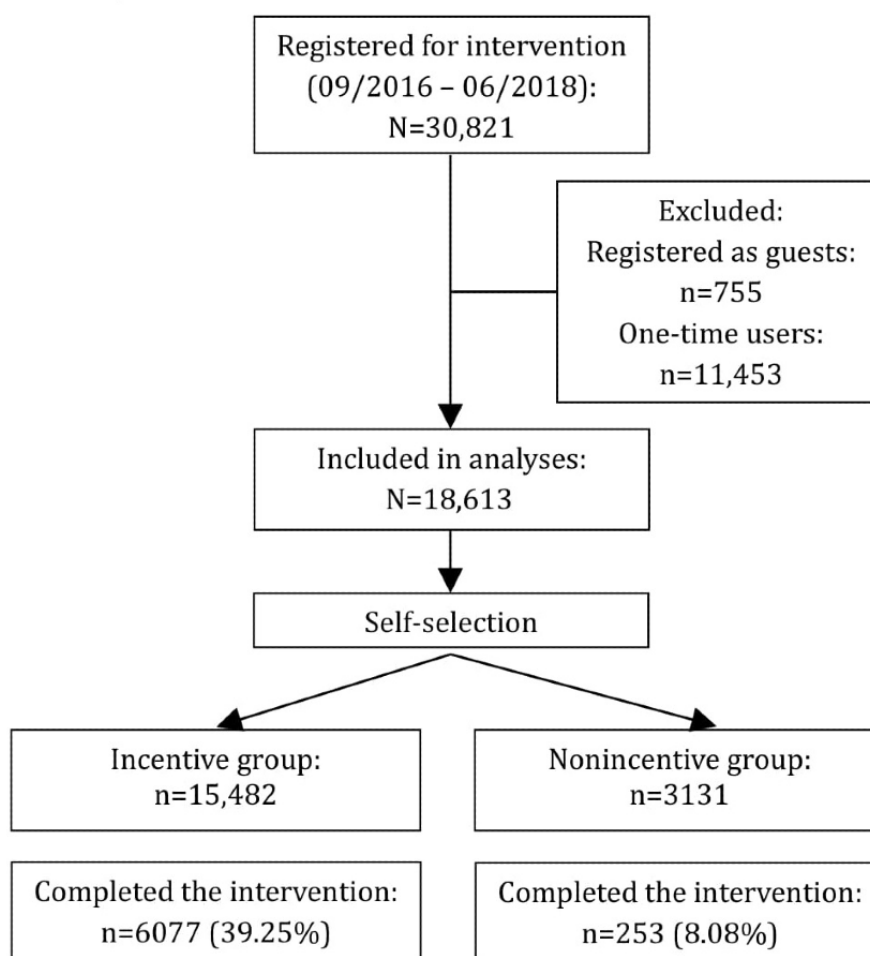 Registered for intervention
(09/2016 – 06/2018):
N=30,821
Excluded:
Registered as guests:
n=755
One-time users:
n=11,453
Included in analyses:
N=18,613
Self-selection
Incentive group:
n=15,482
Nonincentive group:
n=3131
Completed the intervention:
n=6077 (39.25%)
Completed the intervention:
n=253 (8.08%)